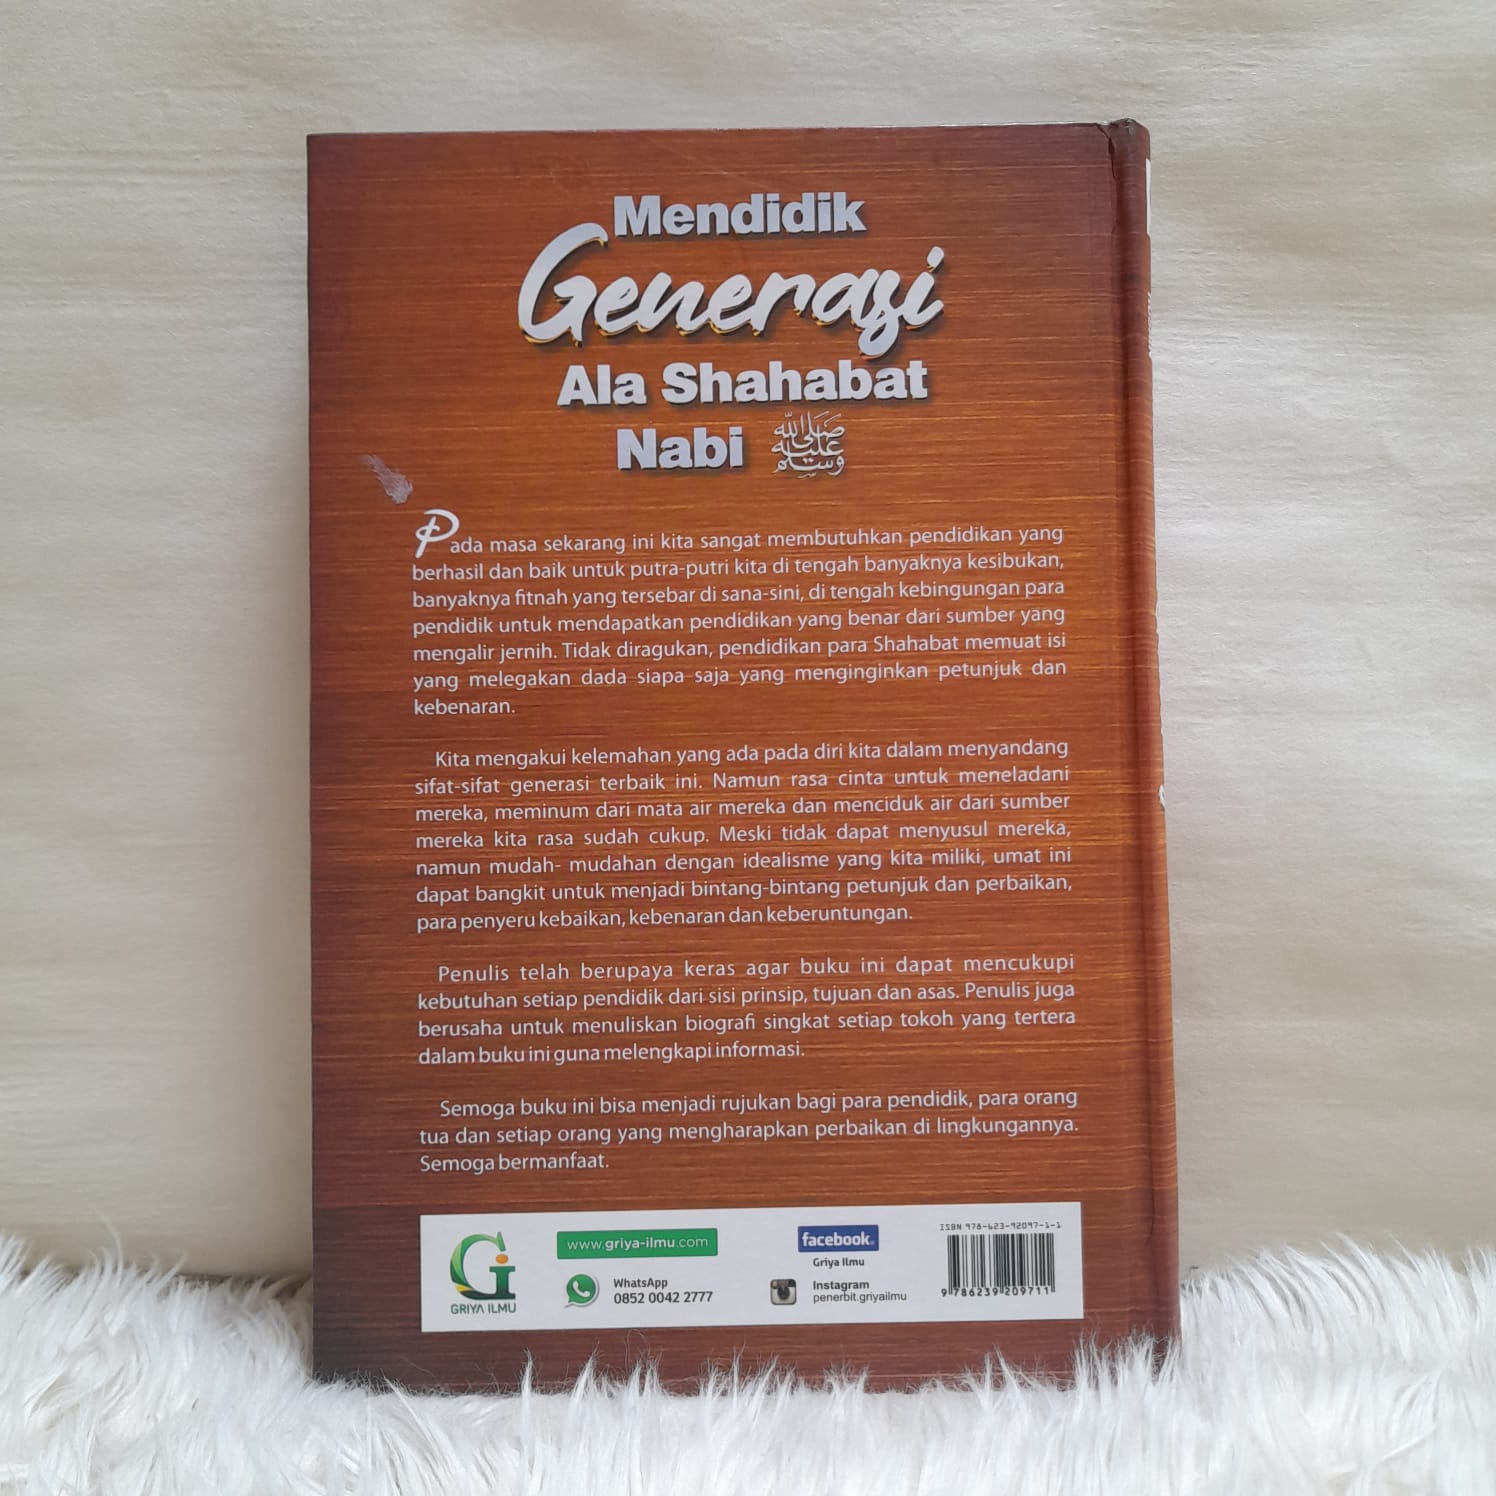 Mendidik
Generasi
Ala Shahabat
Nabi ﷺ
Pada masa sekarang ini kita sangat membutuhkan pendidikan yang
berhasil dan baik untuk putra-putri kita di tengah banyaknya kesibukan,
banyaknya fitnah yang tersebar di sana-sini, di tengah kebingungan para
pendidik untuk mendapatkan pendidikan yang benar dari sumber yang
mengalir jernih. Tidak diragukan, pendidikan para Shahabat memuat isi
yang melegakan dada siapa saja yang menginginkan petunjuk dan
kebenaran.
Kita mengakui kelemahan yang ada pada diri kita dalam menyandang
sifat-sifat generasi terbaik ini. Namun rasa cinta untuk meneladani
mereka, meminum dari mata air mereka dan menciduk air dari sumber
mereka kita rasa sudah cukup. Meski tidak dapat menyusul mereka,
namun mudah- mudahan dengan idealisme yang kita miliki, umat ini
dapat bangkit untuk menjadi bintang-bintang petunjuk dan perbaikan,
para penyeru kebaikan, kebenaran dan keberuntungan.
Penulis telah berupaya keras agar buku ini dapat mencukupi
kebutuhan setiap pendidik dari sisi prinsip, tujuan dan asas. Penulis juga
berusaha untuk menuliskan biografi singkat setiap tokoh yang tertera
dalam buku ini guna melengkapi informasi.
Semoga buku ini bisa menjadi rujukan bagi para pendidik, para orang
tua dan setiap orang yang mengharapkan perbaikan di lingkungannya.
Semoga bermanfaat.
GRIYA ILMU
www.griya-ilmu.com
WhatsApp
0852 0042 2777
facebook.
Griya Ilmu
Instagram
penerbit.griyailmu
ISBN 978-623-92097-1-1
9 786239 209711